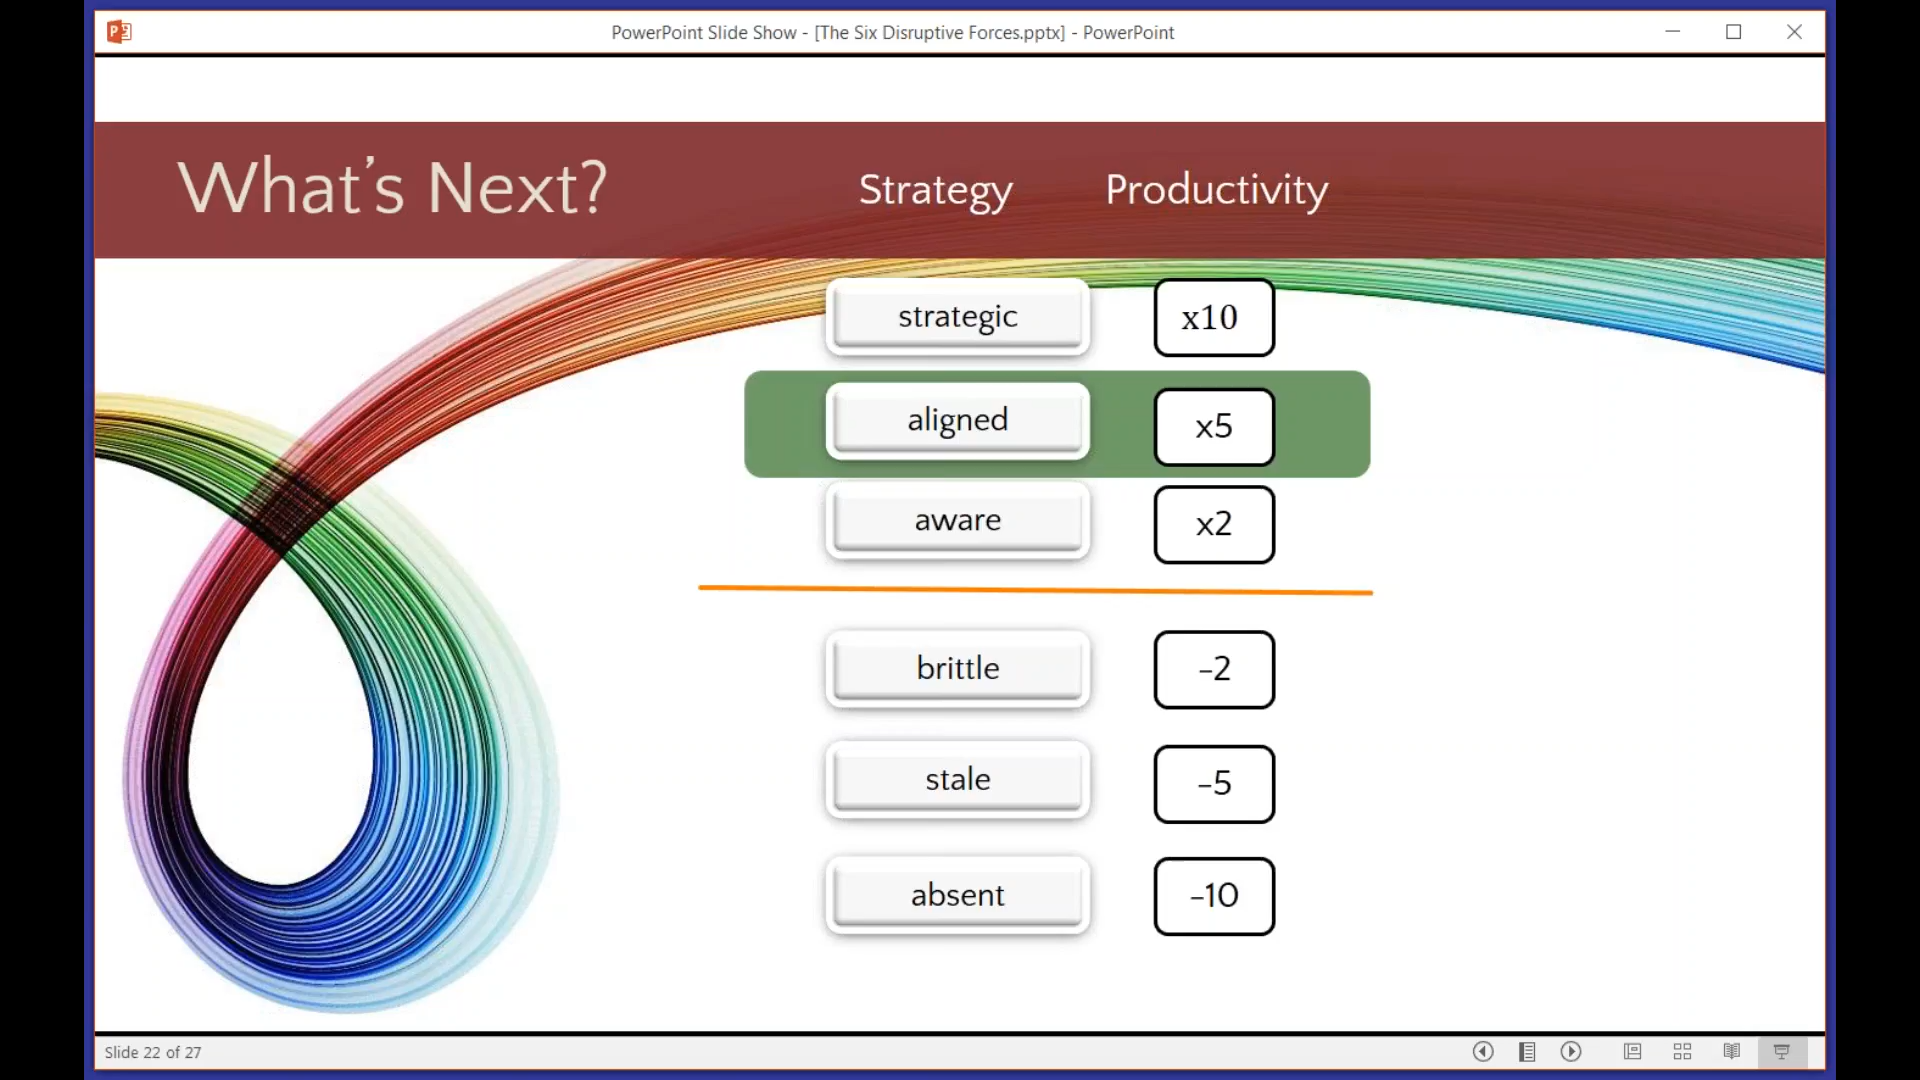 PowerPoint Slide Show - [The Six Disruptive Forces.pptx] - PowerPoint
What's Next? Strategy Productivity
strategic x10
aligned x5
aware x2
brittle -2
stale -5
absent -10
Slide 22 of 27